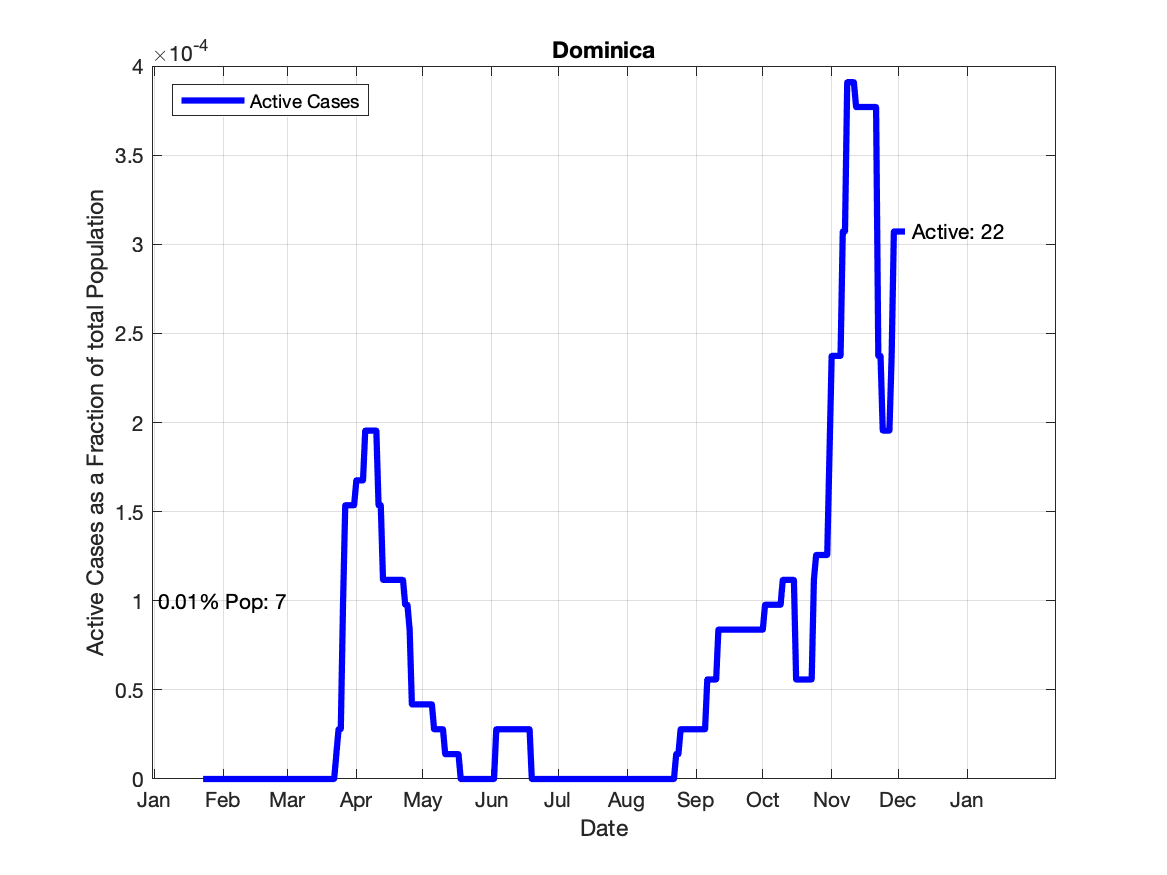 Dominica
×10-4
Active Cases
4
3.5
3
2.5
2
1.5
1
0.5
0
Active Cases as a Fraction of total Population
Active: 22
0.01% Pop: 7
Jan Feb Mar Apr May Jun Jul Aug Sep Oct Nov Dec Jan
Date